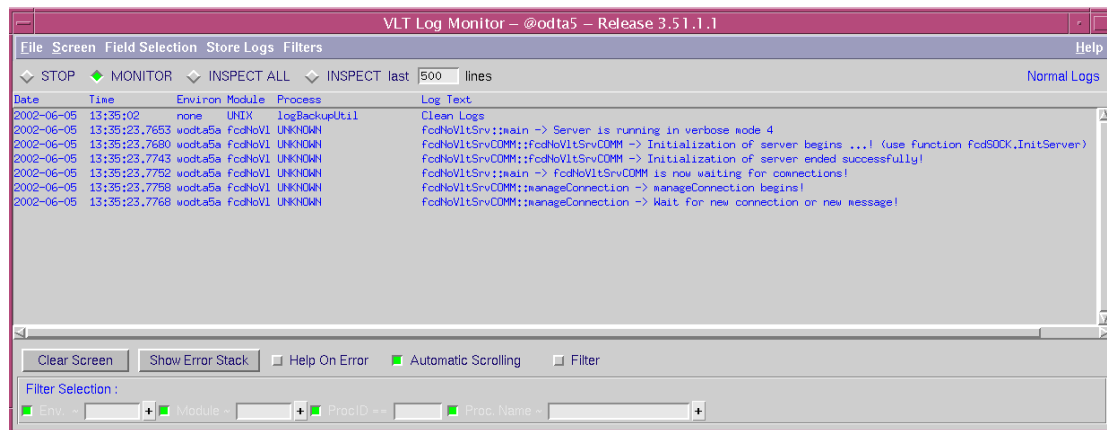 VLT Log Monitor – @odta5 – Release 3.51.1.1
File Screen Field Selection Store Logs Filters Help
STOP MONITOR INSPECT ALL INSPECT last 500 lines Normal Logs
Date Time Environ Module Process Log Text
2002-06-05 13:35:02 none UNIX logBackupUtil Clean Logs
2002-06-05 13:35:23.7653 wodta5a fcdNoVl UNKNOWN fcdNoVltSrv::main -> Server is running in verbose mode 4
2002-06-05 13:35:23.7680 wodta5a fcdNoVl UNKNOWN fcdNoVltSrvCOMM::fcdNoVltSrvCOMM -> Initialization of server begins ...! (use function fcdSOCK.InitServer)
2002-06-05 13:35:23.7743 wodta5a fcdNoVl UNKNOWN fcdNoVltSrvCOMM::fcdNoVltSrvCOMM -> Initialization of server ended successfully!
2002-06-05 13:35:23.7752 wodta5a fcdNoVl UNKNOWN fcdNoVltSrv::main -> fcdNoVltSrvCOMM is now waiting for connections!
2002-06-05 13:35:23.7758 wodta5a fcdNoVl UNKNOWN fcdNoVltSrvCOMM::manageConnection -> manageConnection begins!
2002-06-05 13:35:23.7768 wodta5a fcdNoVl UNKNOWN fcdNoVltSrvCOMM::manageConnection -> Wait for new connection or new message!
Clear Screen Show Error Stack Help On Error Automatic Scrolling Filter
Filter Selection :
Env. = + Module = + ProcID == Proc. Name = +